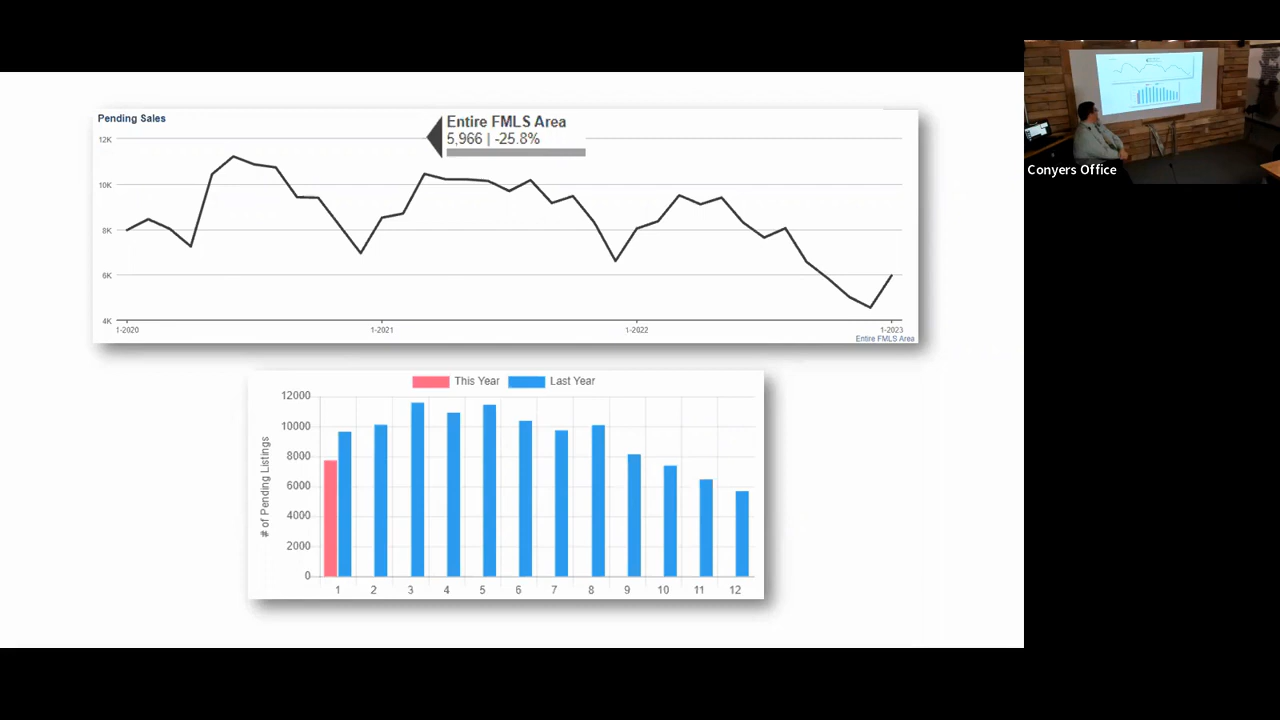 Pending Sales
Entire FMLS Area
5,966 | -25.8%
12K
10K
8K
6K
4K
1-2020
1-2021
1-2022
1-2023
Entire FMLS Area
This Year
Last Year
# of Pending Listings
12000
10000
8000
6000
4000
2000
0
1
2
3
4
5
6
7
8
9
10
11
12
Conyers Office